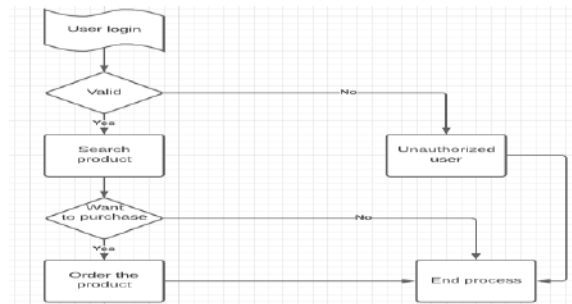 User login
Valid
No
Yes
Search
product
Unauthorized
user
Want
to purchase
No
Yes
Order the
product
End process